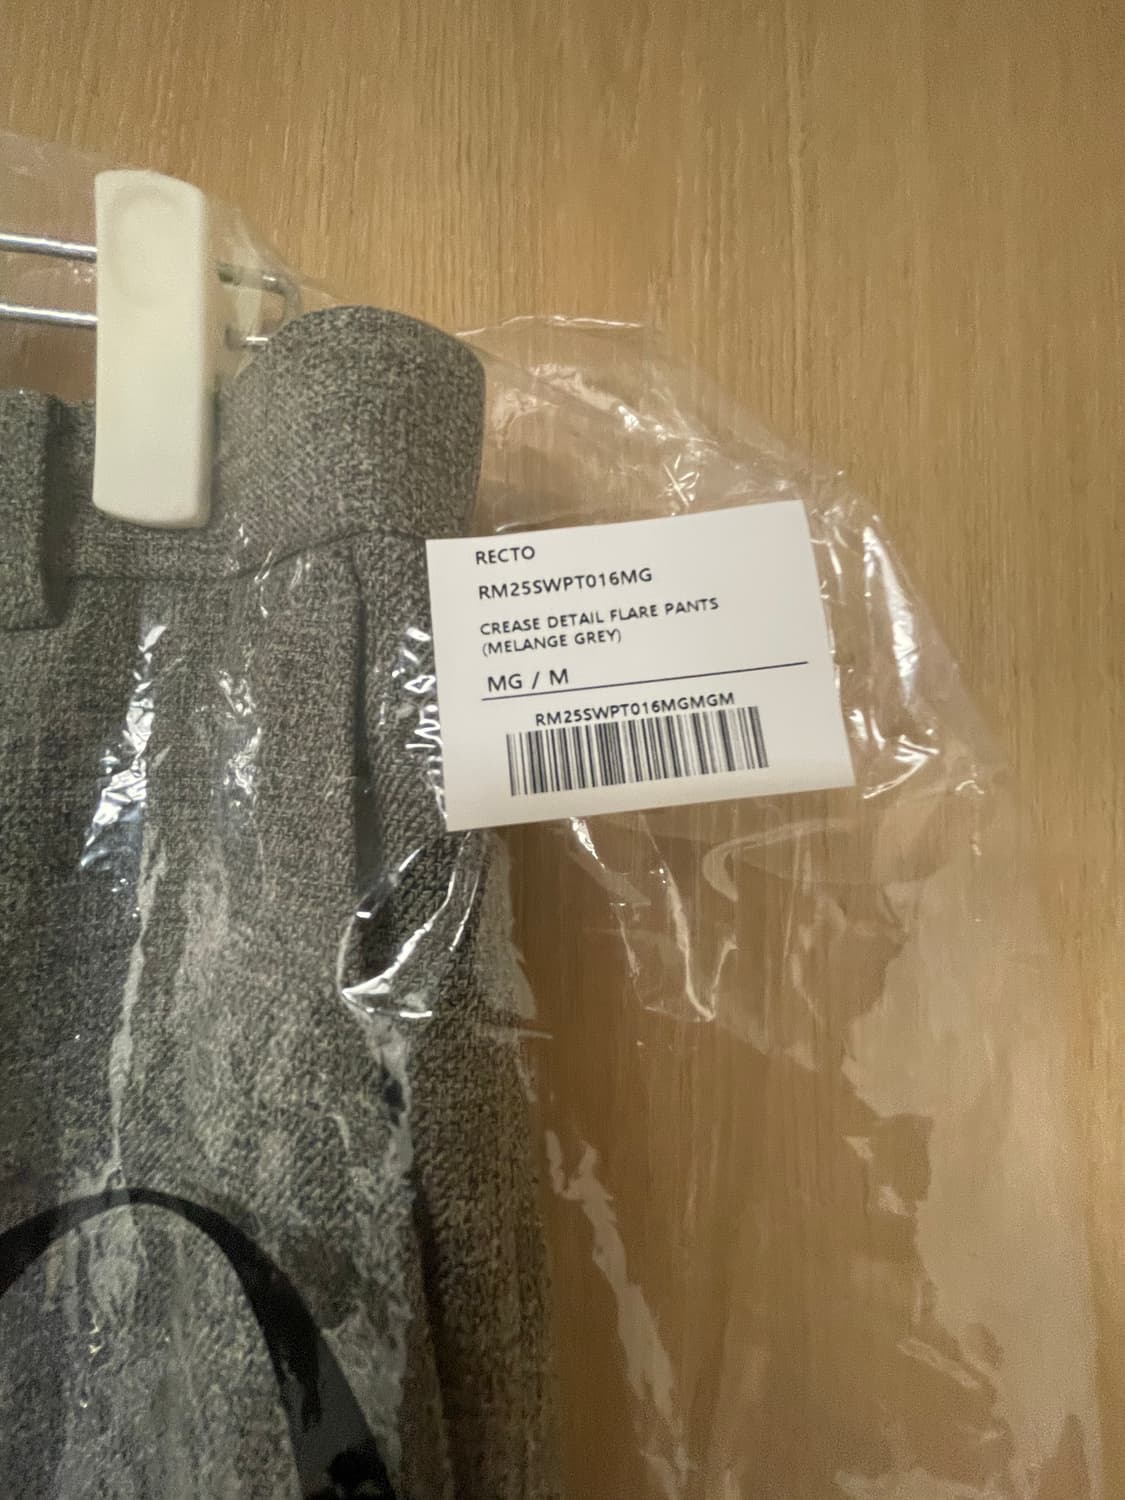 RECTO
RM25SWPT016MG
CREASE DETAIL FLARE PANTS
(MELANGE GREY)
MG / M
RM25SWPT016MGMGM